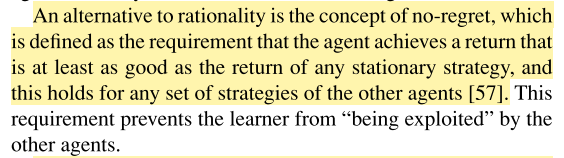 An alternative to rationality is the concept of no-regret, which
is defined as the requirement that the agent achieves a return that
is at least as good as the return of any stationary strategy, and
this holds for any set of strategies of the other agents [57]. This
requirement prevents the learner from “being exploited” by the
other agents.